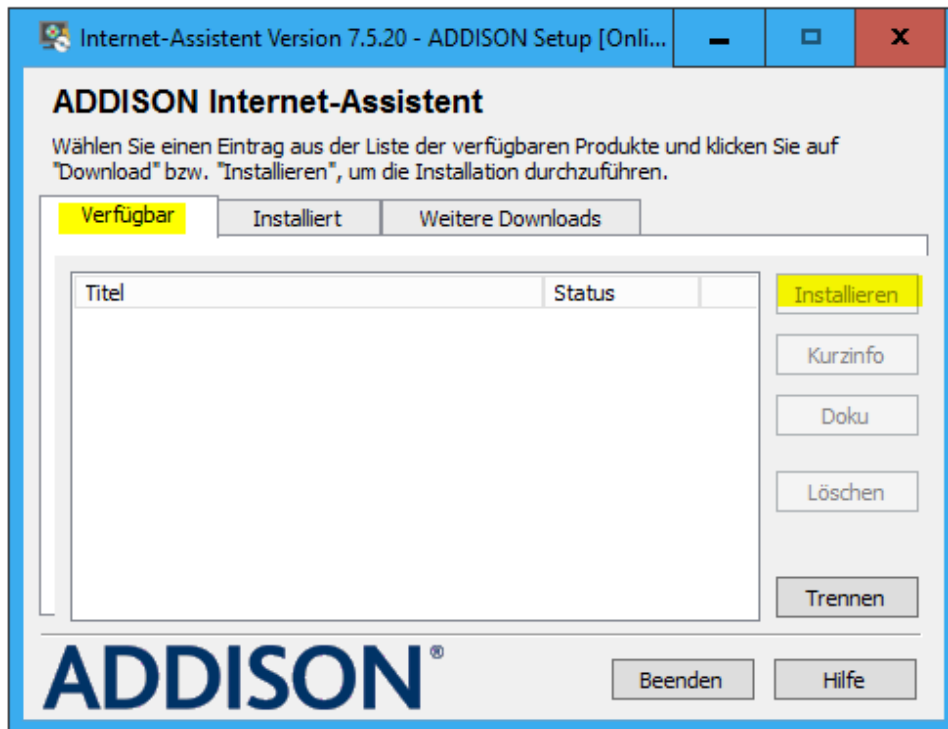 Internet-Assistent Version 7.5.20 - ADDISON Setup [Onli...
ADDISON Internet-Assistent
Wählen Sie einen Eintrag aus der Liste der verfügbaren Produkte und klicken Sie auf
"Download" bzw. "Installieren", um die Installation durchzuführen.
Verfügbar Installiert Weitere Downloads
Titel Status
Installieren
Kurzinfo
Doku
Löschen
Trennen
ADDISON®
Beenden Hilfe